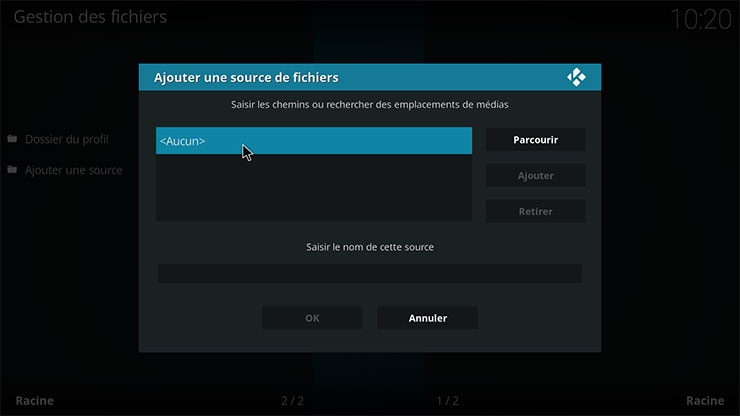 Gestion des fichiers
10:20
Ajouter une source de fichiers
Saisir les chemins ou rechercher des emplacements de médias
<Aucun>
Parcourir
Ajouter
Retirer
Dossier du profil
Ajouter une source
Saisir le nom de cette source
OK
Annuler
Racine
2 / 2
1 / 2
Racine